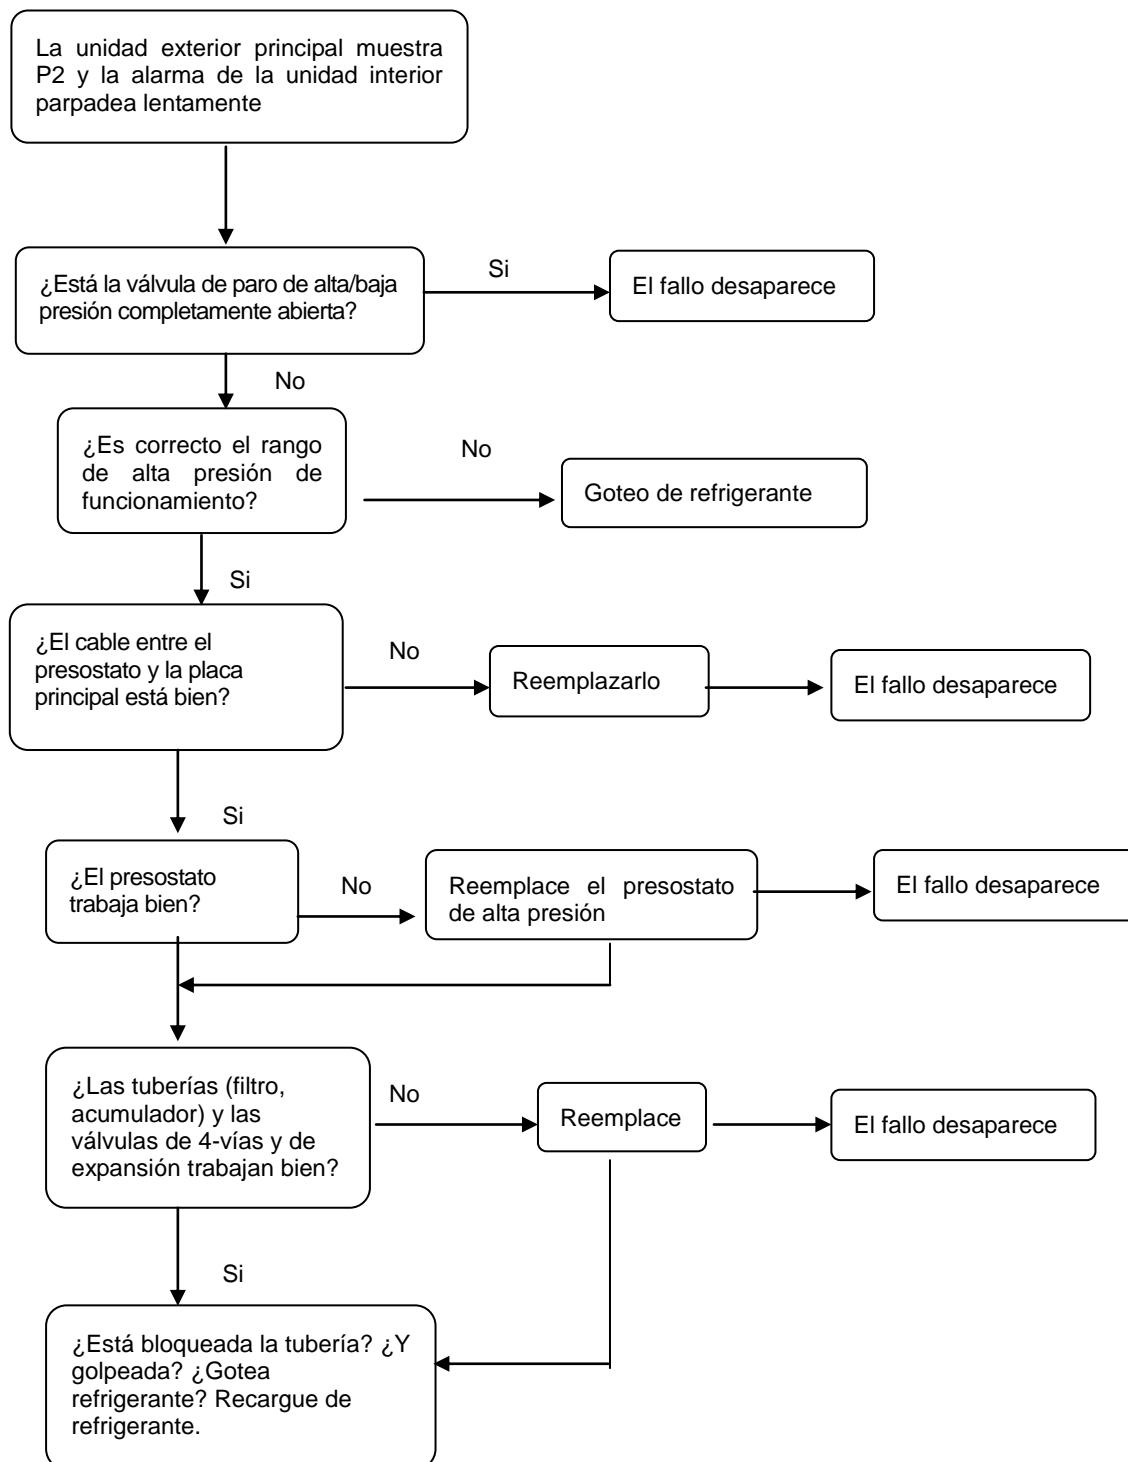 La unidad exterior principal muestra
P2 y la alarma de la unidad interior
parpadea lentamente
¿Está la válvula de paro de alta/baja
presión completamente abierta?
Si
El fallo desaparece
No
¿Es correcto el rango
de alta presión de
funcionamiento?
No
Goteo de refrigerante
Si
¿El cable entre el
presostato y la placa
principal está bien?
No
Reemplazarlo
El fallo desaparece
Si
¿El presostato
trabaja bien?
No
Reemplace el presostato
de alta presión
El fallo desaparece
¿Las tuberías (filtro,
acumulador) y las
válvulas de 4-vías y de
expansión trabajan bien?
No
Reemplace
El fallo desaparece
Si
¿Está bloqueada la tubería? ¿Y
golpeada? ¿Gotea
refrigerante? Recargue de
refrigerante.